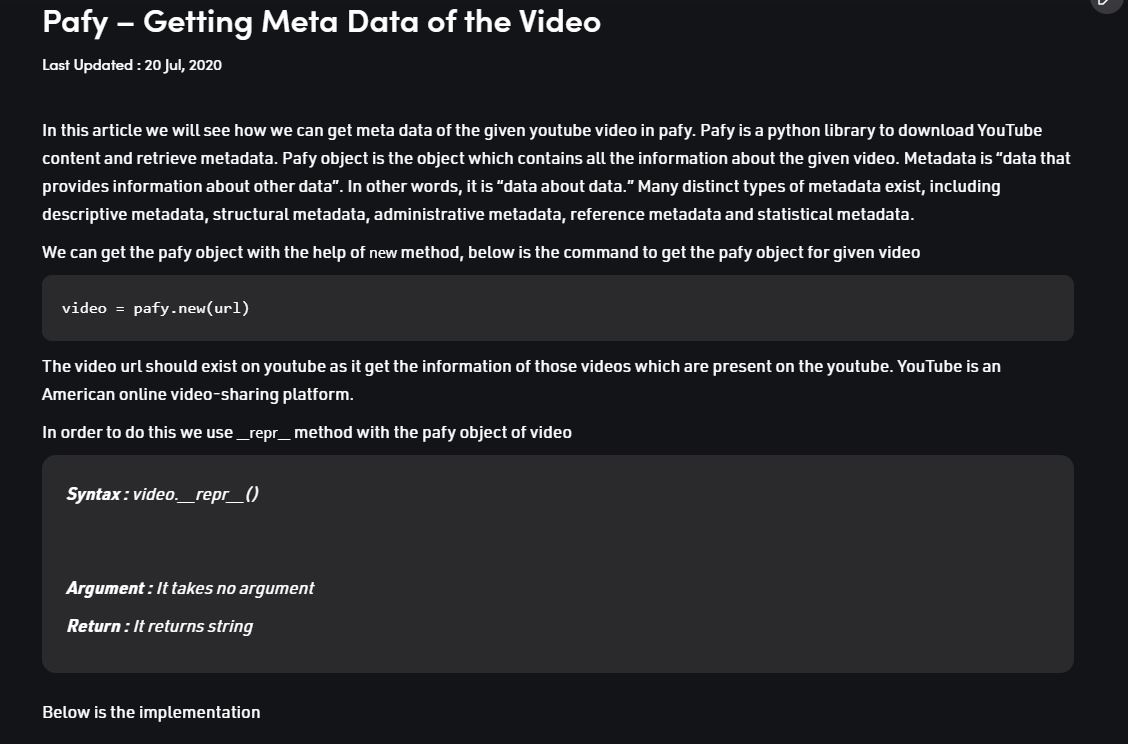 Pafy – Getting Meta Data of the Video
Last Updated : 20 Jul, 2020
In this article we will see how we can get meta data of the given youtube video in pafy. Pafy is a python library to download YouTube
content and retrieve metadata. Pafy object is the object which contains all the information about the given video. Metadata is “data that
provides information about other data”. In other words, it is “data about data.” Many distinct types of metadata exist, including
descriptive metadata, structural metadata, administrative metadata, reference metadata and statistical metadata.
We can get the pafy object with the help of new method, below is the command to get the pafy object for given video
video = pafy.new(url)
The video url should exist on youtube as it get the information of those videos which are present on the youtube. YouTube is an
American online video-sharing platform.
In order to do this we use __repr__ method with the pafy object of video
Syntax : video.__repr__()
Argument : It takes no argument
Return : It returns string
Below is the implementation